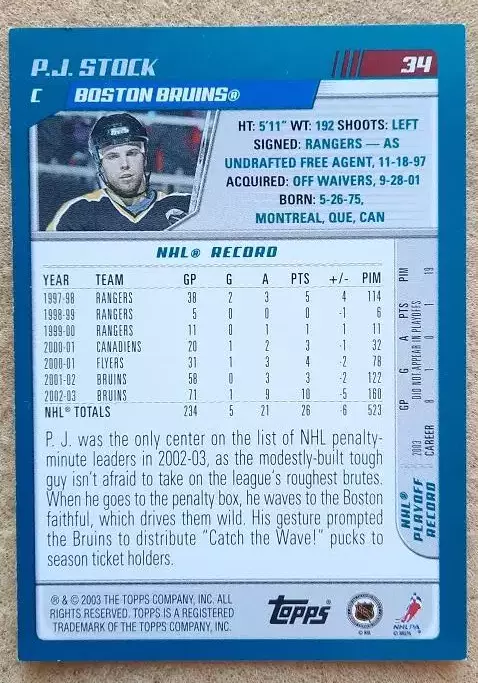 P.J. STOCK
34
C BOSTON BRUINS®
HT: 5'11" WT: 192 SHOOTS: LEFT
SIGNED: RANGERS — AS
UNDRAFTED FREE AGENT, 11-18-97
ACQUIRED: OFF WAIVERS, 9-28-01
BORN: 5-26-75,
MONTREAL, QUE, CAN
NHL® RECORD
YEAR TEAM GP G A PTS +/- PIM
1997-98 RANGERS 38 2 3 5 4 114
1998-99 RANGERS 5 0 0 0 -1 6
1999-00 RANGERS 11 0 1 1 1 11
2000-01 CANADIENS 20 1 2 3 -1 32
2000-01 FLYERS 31 1 3 4 -2 78
2001-02 BRUINS 58 0 3 3 -2 122
2002-03 BRUINS 71 1 9 10 -5 160
NHL® TOTALS 234 5 21 26 -6 523
NHL® PLAYOFF RECORD
GP G A PTS PIM
2003 DID NOT APPEAR IN PLAYOFFS
CAREER 8 1 0 1 19
P. J. was the only center on the list of NHL penalty-
minute leaders in 2002-03, as the modestly-built tough
guy isn't afraid to take on the league's roughest brutes.
When he goes to the penalty box, he waves to the Boston
faithful, which drives them wild. His gesture prompted
the Bruins to distribute "Catch the Wave!" pucks to
season ticket holders.
® & © 2003 THE TOPPS COMPANY, INC. ALL
RIGHTS RESERVED. TOPPS IS A REGISTERED
TRADEMARK OF THE TOPPS COMPANY, INC.
Topps
NHL
© NHL
NHLPA